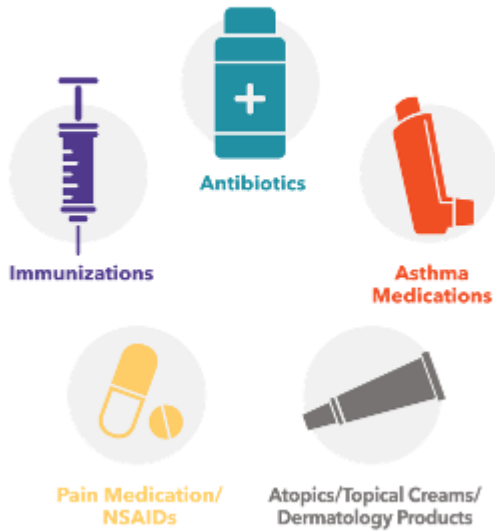 Antibiotics
Immunizations
Asthma
Medications
Pain Medication/
NSAIDs
Atopics/Topical Creams/
Dermatology Products